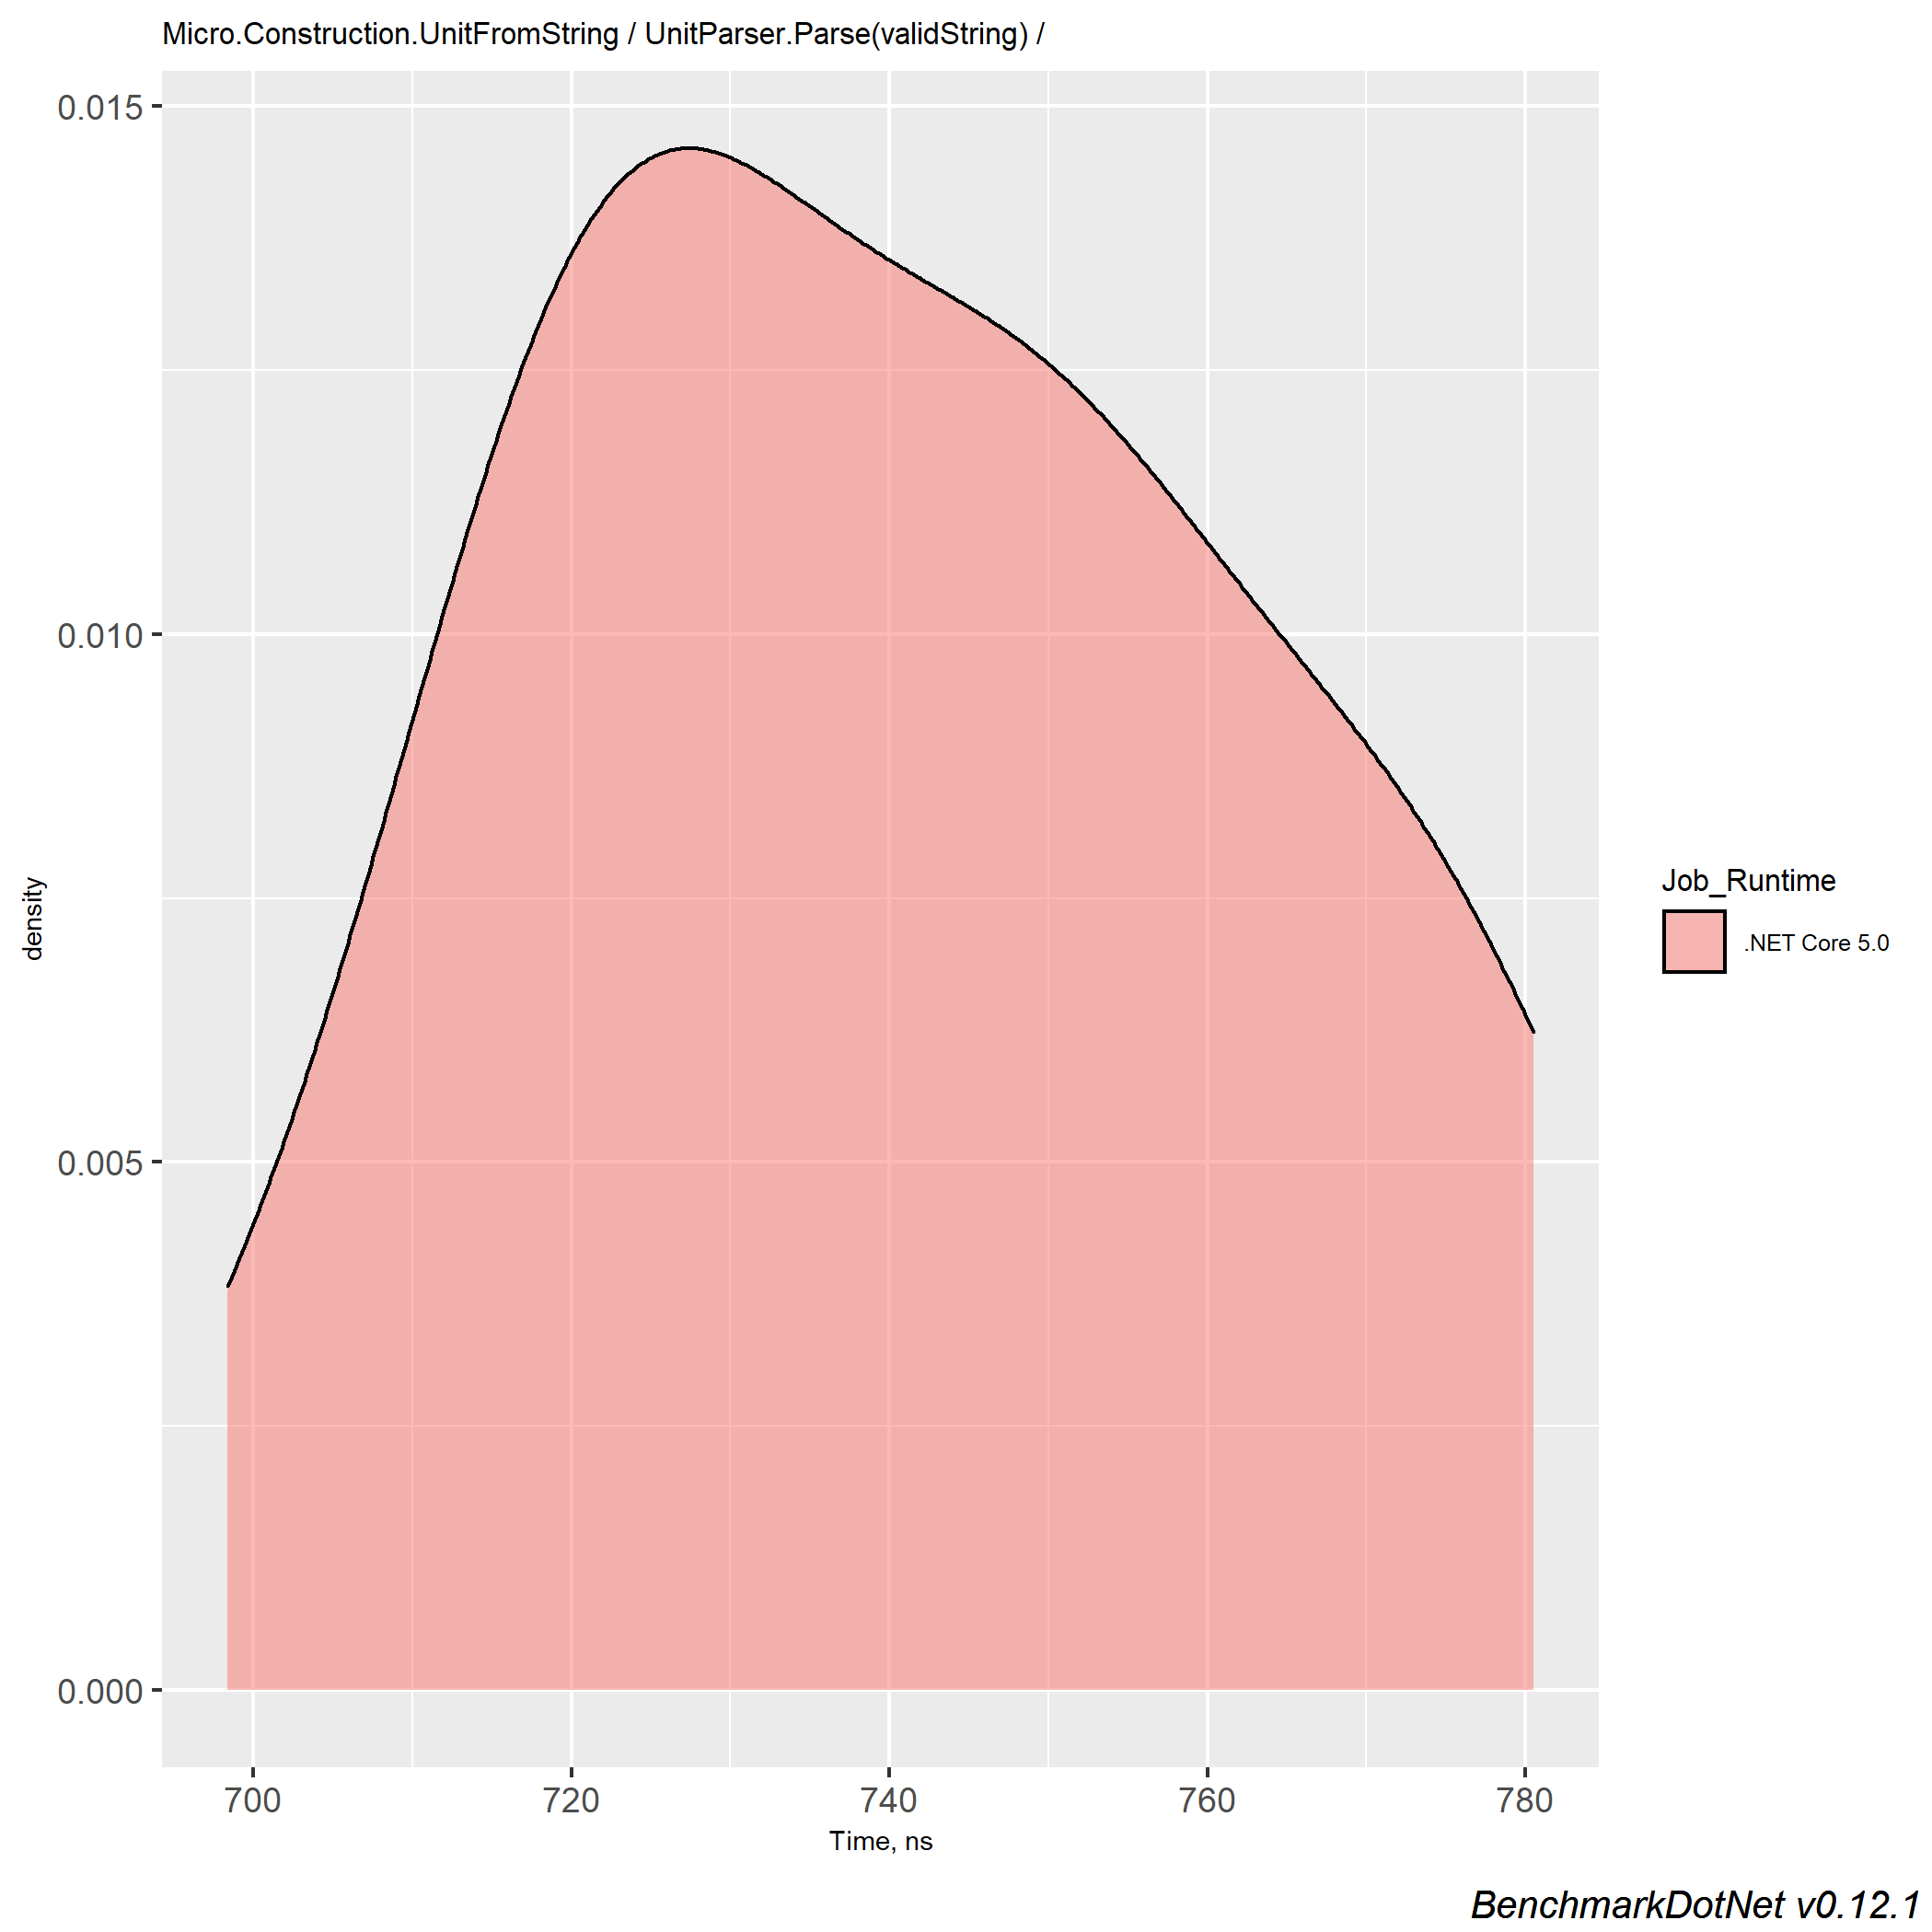 Micro.Construction.UnitFromString / UnitParser.Parse(validString) /
0.015
0.010
0.005
0.000
density
700 720 740 760 780
Time, ns
Job_Runtime
.NET Core 5.0
BenchmarkDotNet v0.12.1